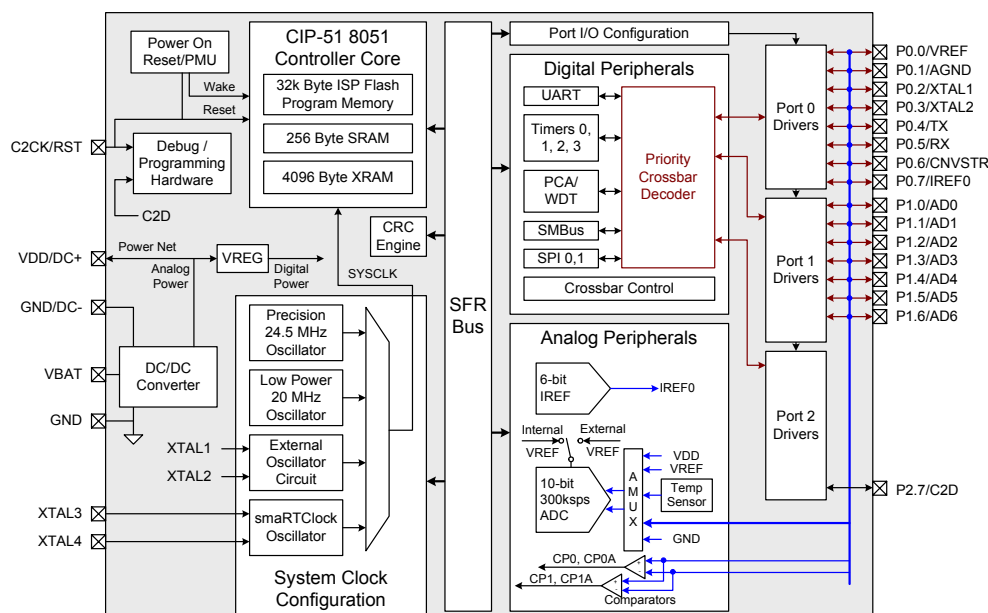 Power On
Reset/PMU
Wake
Reset
C2CK/RST
Debug /
Programming
Hardware
C2D
CIP-51 8051
Controller Core
32k Byte ISP Flash
Program Memory
256 Byte SRAM
4096 Byte XRAM
VDD/DC+
Power Net
Analog
Power
VREG
Digital
Power
GND/DC-
VBAT
DC/DC
Converter
GND
CRC
Engine
SYSCLK
Precision
24.5 MHz
Oscillator
Low Power
20 MHz
Oscillator
XTAL1
XTAL2
External
Oscillator
Circuit
XTAL3
XTAL4
smaRTClock
Oscillator
System Clock
Configuration
SFR
Bus
Port I/O Configuration
Digital Peripherals
UART
Timers 0,
1, 2, 3
PCA/
WDT
SMBus
SPI 0,1
Priority
Crossbar
Decoder
Crossbar Control
Analog Peripherals
6-bit
IREF
IREF0
Internal
VREF
External
VREF
10-bit
300ksps
ADC
A
M
U
X
VDD
VREF
Temp
Sensor
GND
CP0, CP0A
CP1, CP1A
+
-
+
-
Comparators
Port 0
Drivers
Port 1
Drivers
Port 2
Drivers
P0.0/VREF
P0.1/AGND
P0.2/XTAL1
P0.3/XTAL2
P0.4/TX
P0.5/RX
P0.6/CNVSTR
P0.7/IREF0
P1.0/AD0
P1.1/AD1
P1.2/AD2
P1.3/AD3
P1.4/AD4
P1.5/AD5
P1.6/AD6
P2.7/C2D